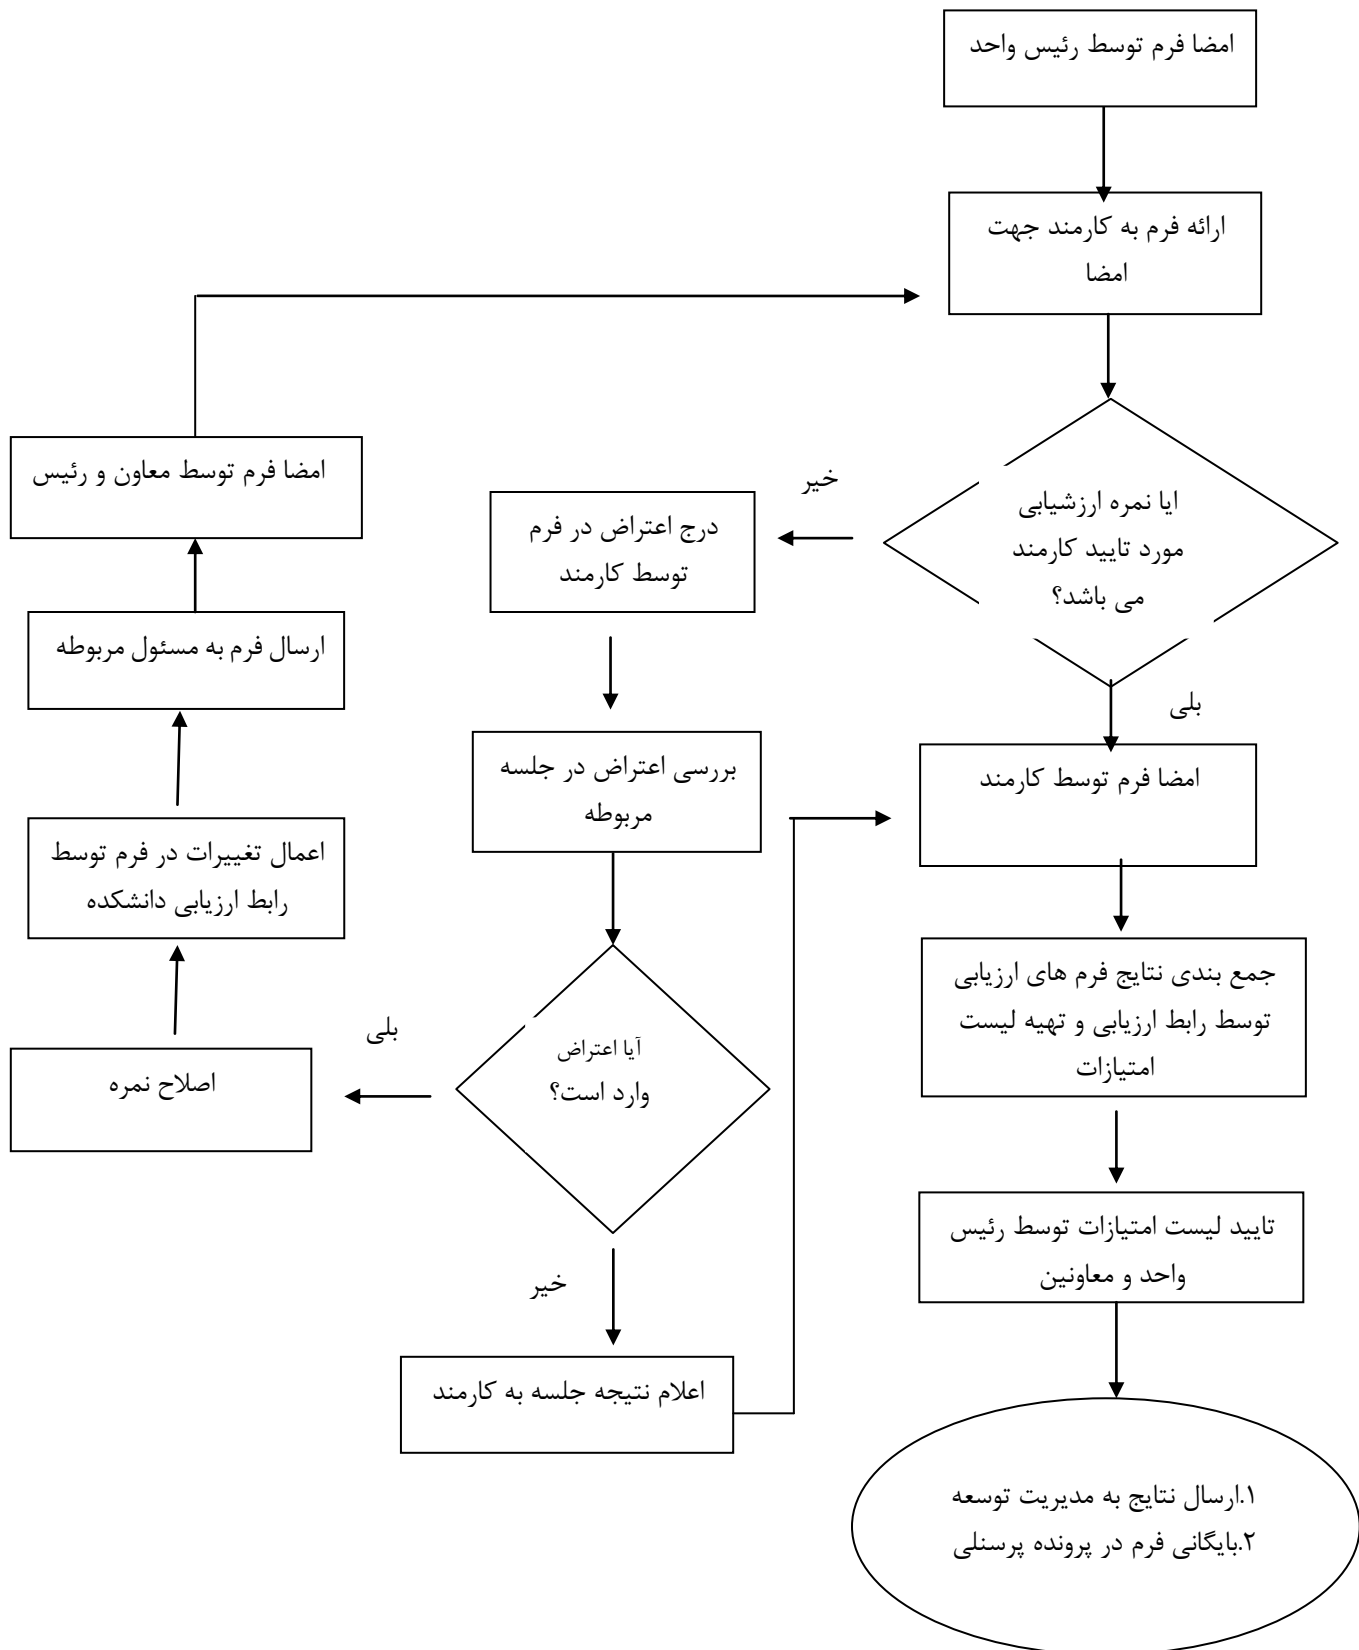 امضا فرم توسط رئیس واحد
ارائه فرم به کارمند جهت
امضا
ایا نمره ارزشیابی
مورد تایید کارمند
می باشد؟
خیر
بلی
درج اعتراض در فرم
توسط کارمند
بررسی اعتراض در جلسه
مربوطه
آیا اعتراض
وارد است؟
بلی
خیر
اصلاح نمره
اعمال تغییرات در فرم توسط
رابط ارزیابی دانشکده
ارسال فرم به مسئول مربوطه
امضا فرم توسط معاون و رئیس
اعلام نتیجه جلسه به کارمند
امضا فرم توسط کارمند
جمع بندی نتایج فرم های ارزیابی
توسط رابط ارزیابی و تهیه لیست
امتیازات
تایید لیست امتیازات توسط رئیس
واحد و معاونین
۱.ارسال نتایج به مدیریت توسعه
۲.بایگانی فرم در پرونده پرسنلی